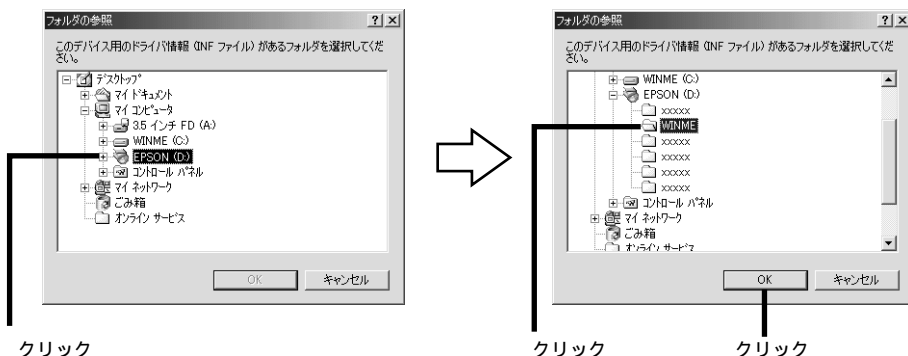 フォルダの参照
このデバイス用のドライバ情報 (INF ファイル) があるフォルダを選択してくだ
さい。
デスクトップ
マイ ドキュメント
マイ コンピュータ
3.5 インチ FD (A:)
WINME (C:)
EPSON (D:)
コントロール パネル
マイ ネットワーク
ごみ箱
オンライン サービス
OK
キャンセル
クリック
フォルダの参照
このデバイス用のドライバ情報 (INF ファイル) があるフォルダを選択してくだ
さい。
WINME (C:)
EPSON (D:)
xxxxx
WINME
xxxxx
xxxxx
xxxxx
xxxxx
コントロール パネル
マイ ネットワーク
ごみ箱
オンライン サービス
OK
キャンセル
クリック
クリック